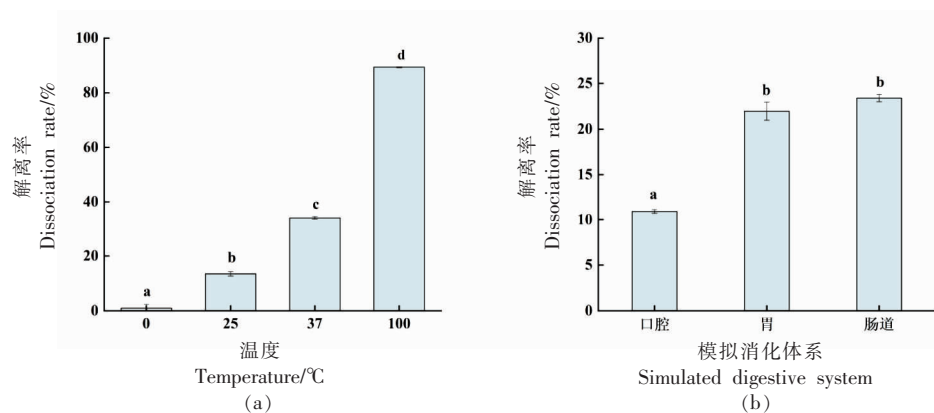 100
80
60
40
20
0
解离率
Dissociation rate/%
a
b
c
d
0 25 37 100
温度
Temperature/℃
(a)
30
25
20
15
10
5
0
解离率
Dissociation rate/%
a
b
b
口腔 胃 肠道
模拟消化体系
Simulated digestive system
(b)